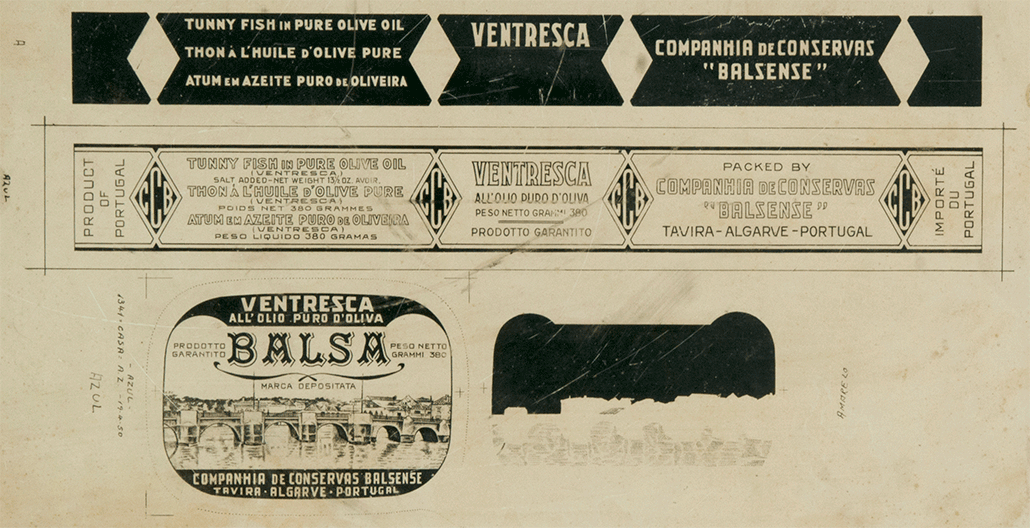 TUNNY FISH IN PURE OLIVE OIL
THON À L'HUILE D'OLIVE PURE
ATUM EM AZEITE PURO DE OLIVEIRA
VENTRESCA
COMPANHIA DE CONSERVAS
"BALSENSE"
A
AZUL
PRODUCT
OF
PORTUGAL
CCB
TUNNY FISH IN PURE OLIVE OIL
(VENTRESCA)
SALT ADDED-NET WEIGHT 13½ OZ. AVOIR.
THON À L'HUILE D'OLIVE PURE
(VENTRESCA)
POIDS NET 380 GRAMMES
ATUM EM AZEITE PURO DE OLIVEIRA
(VENTRESCA)
PESO LIQUIDO 380 GRAMAS
CCB
VENTRESCA
ALL'OLIO PURO D'OLIVA
PESO NETTO GRAMMI 380
PRODOTTO GARANTITO
CCB
PACKED BY
COMPANHIA DE CONSERVAS
"BALSENSE"
TAVIRA-ALGARVE-PORTUGAL
CCB
IMPORTÉ
DU
PORTUGAL
VENTRESCA
ALL'OLIO PURO D'OLIVA
PRODOTTO
GARANTITO
BALSA
PESO NETTO
GRAMMI 380
MARCA DEPOSITATA
COMPANHIA DE CONSERVAS BALSENSE
TAVIRA·ALGARVE·PORTUGAL
- AZUL -
AZUL
AMARELO